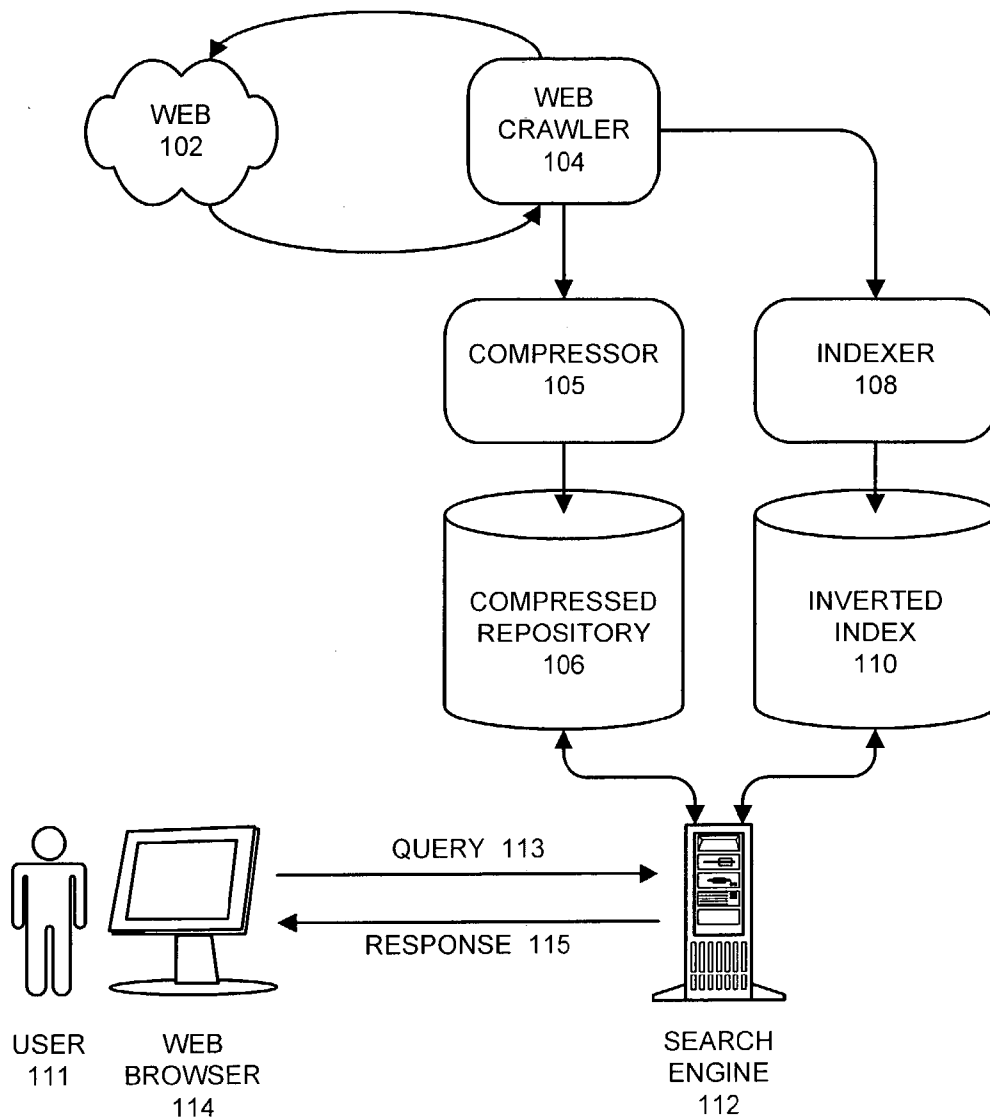 WEB
102
WEB
CRAWLER
104
COMPRESSOR
105
INDEXER
108
COMPRESSED
REPOSITORY
106
INVERTED
INDEX
110
QUERY 113
RESPONSE 115
USER
111
WEB
BROWSER
114
SEARCH
ENGINE
112